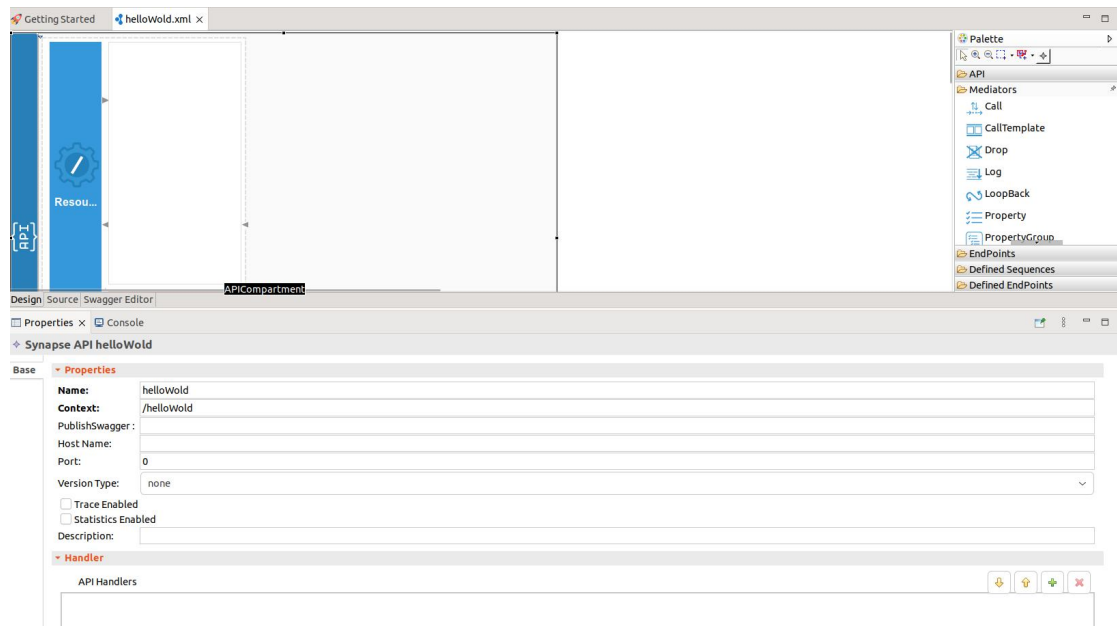 Getting Started helloWold.xml
Palette
API
Mediators
Call
CallTemplate
Drop
Log
LoopBack
Property
PropertyGroup
EndPoints
Defined Sequences
Defined EndPoints
Resou...
{API}
APICompartment
Design Source Swagger Editor
Properties Console
Synapse API helloWold
Base
Properties
Name: helloWold
Context: /helloWold
PublishSwagger :
Host Name:
Port: 0
Version Type: none
Trace Enabled
Statistics Enabled
Description:
Handler
API Handlers